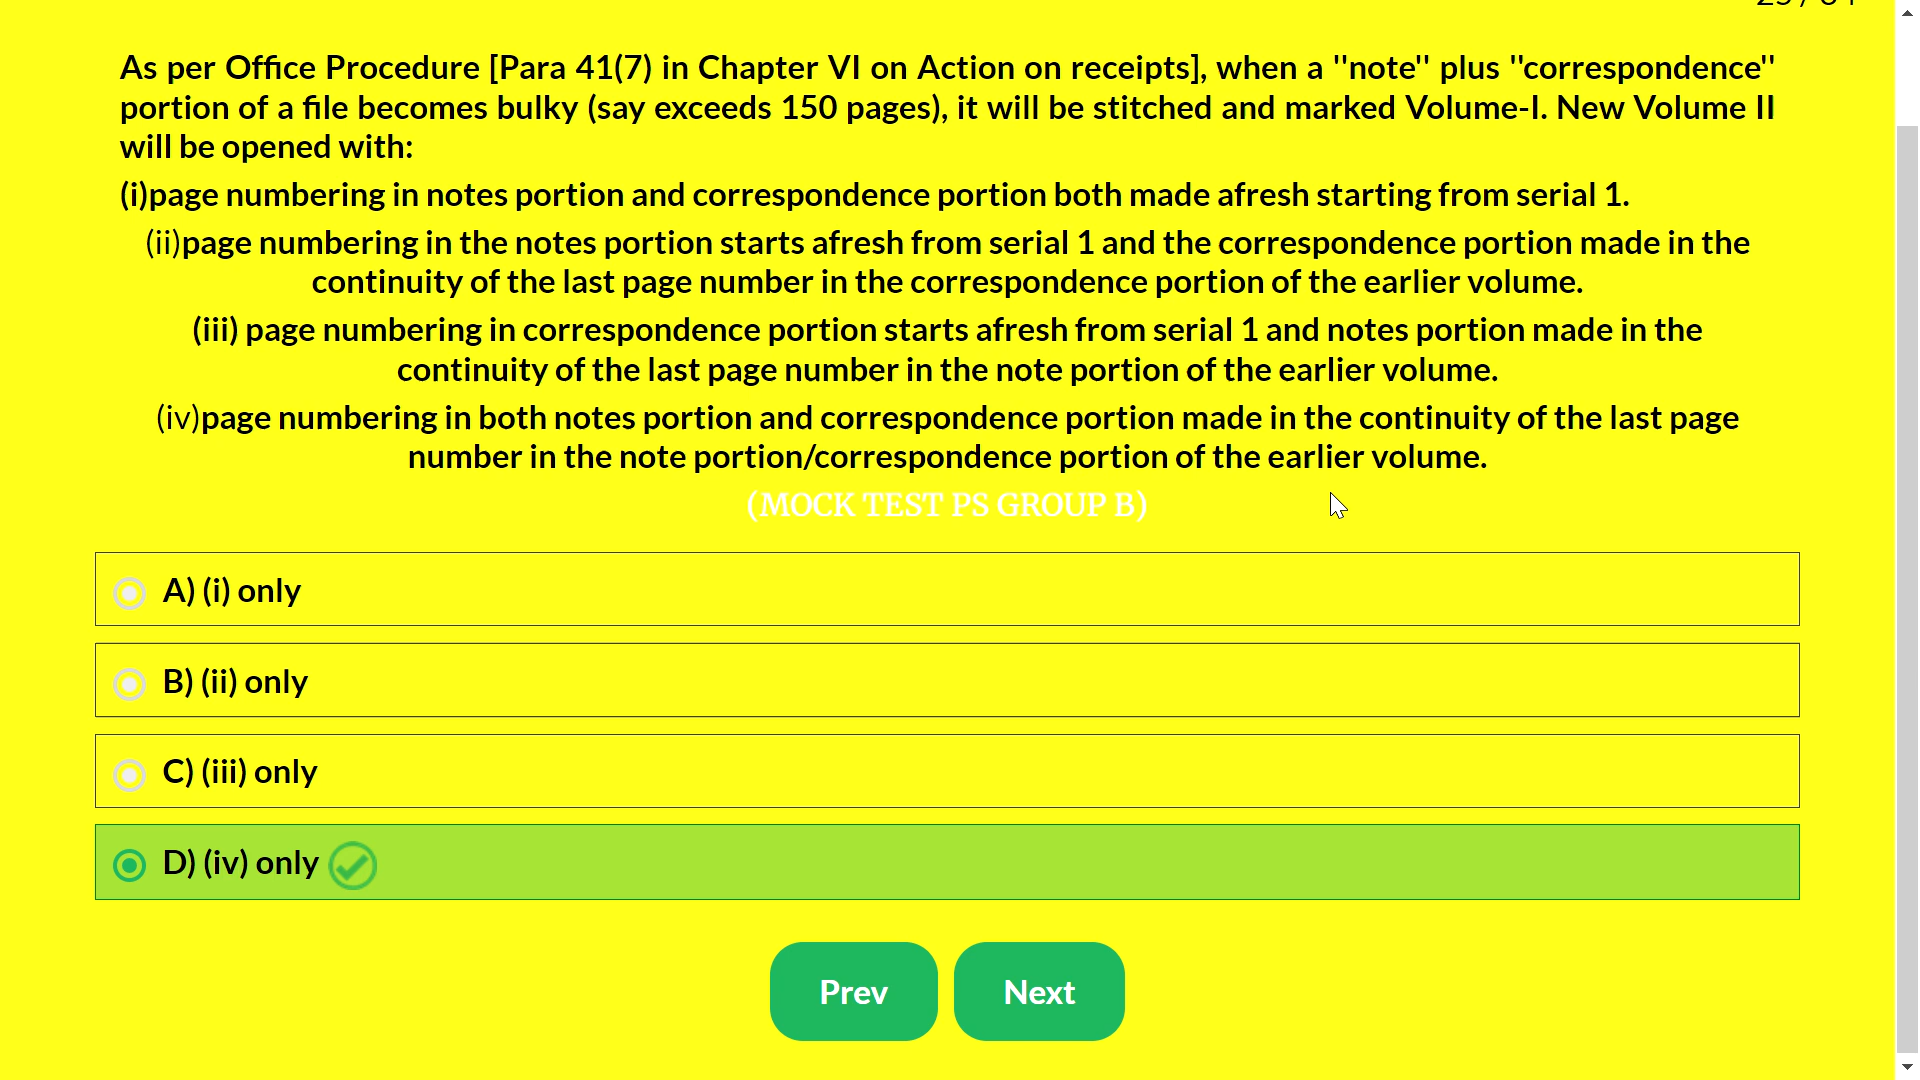 As per Office Procedure [Para 41(7) in Chapter VI on Action on receipts], when a ''note'' plus ''correspondence''
portion of a file becomes bulky (say exceeds 150 pages), it will be stitched and marked Volume-I. New Volume II
will be opened with:
(i)page numbering in notes portion and correspondence portion both made afresh starting from serial 1.
(ii)page numbering in the notes portion starts afresh from serial 1 and the correspondence portion made in the
continuity of the last page number in the correspondence portion of the earlier volume.
(iii) page numbering in correspondence portion starts afresh from serial 1 and notes portion made in the
continuity of the last page number in the note portion of the earlier volume.
(iv)page numbering in both notes portion and correspondence portion made in the continuity of the last page
number in the note portion/correspondence portion of the earlier volume.
(MOCK TEST PS GROUP B)
A) (i) only
B) (ii) only
C) (iii) only
D) (iv) only
Prev
Next